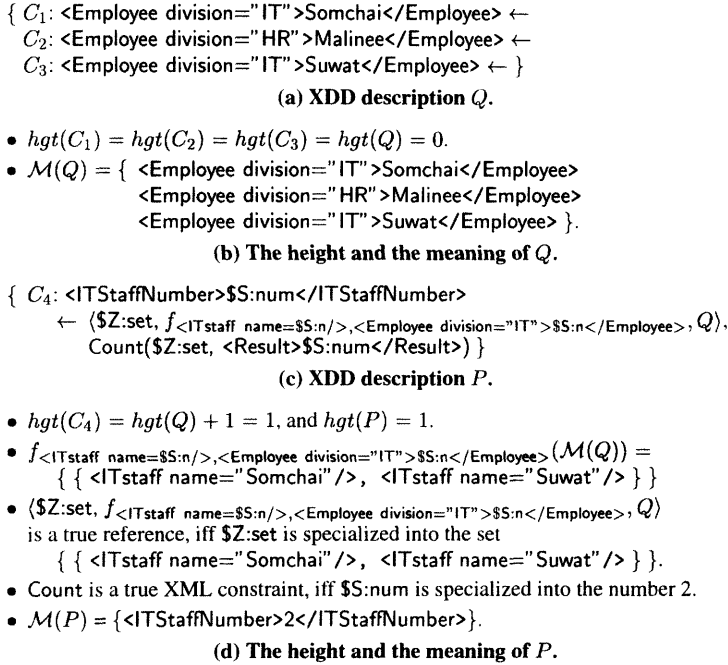 { C₁: <Employee division="IT">Somchai</Employee> ←
C₂: <Employee division="HR">Malinee</Employee> ←
C₃: <Employee division="IT">Suwat</Employee> ← }
(a) XDD description Q.
• hgt(C₁) = hgt(C₂) = hgt(C₃) = hgt(Q) = 0.
• ℳ(Q) = { <Employee division="IT">Somchai</Employee>
<Employee division="HR">Malinee</Employee>
<Employee division="IT">Suwat</Employee> }.
(b) The height and the meaning of Q.
{ C₄: <ITStaffNumber>$S:num</ITStaffNumber>
← ⟨$Z:set, f<ITstaff name=$S:n/>,<Employee division="IT">$S:n</Employee>, Q⟩,
Count($Z:set, <Result>$S:num</Result>) }
(c) XDD description P.
• hgt(C₄) = hgt(Q) + 1 = 1, and hgt(P) = 1.
• f<ITstaff name=$S:n/>,<Employee division="IT">$S:n</Employee>(ℳ(Q)) =
{ { <ITstaff name="Somchai"/>, <ITstaff name="Suwat"/> } }
• ⟨$Z:set, f<ITstaff name=$S:n/>,<Employee division="IT">$S:n</Employee>, Q⟩
is a true reference, iff $Z:set is specialized into the set
{ { <ITstaff name="Somchai"/>, <ITstaff name="Suwat"/> } }.
• Count is a true XML constraint, iff $S:num is specialized into the number 2.
• ℳ(P) = {<ITStaffNumber>2</ITStaffNumber>}.
(d) The height and the meaning of P.